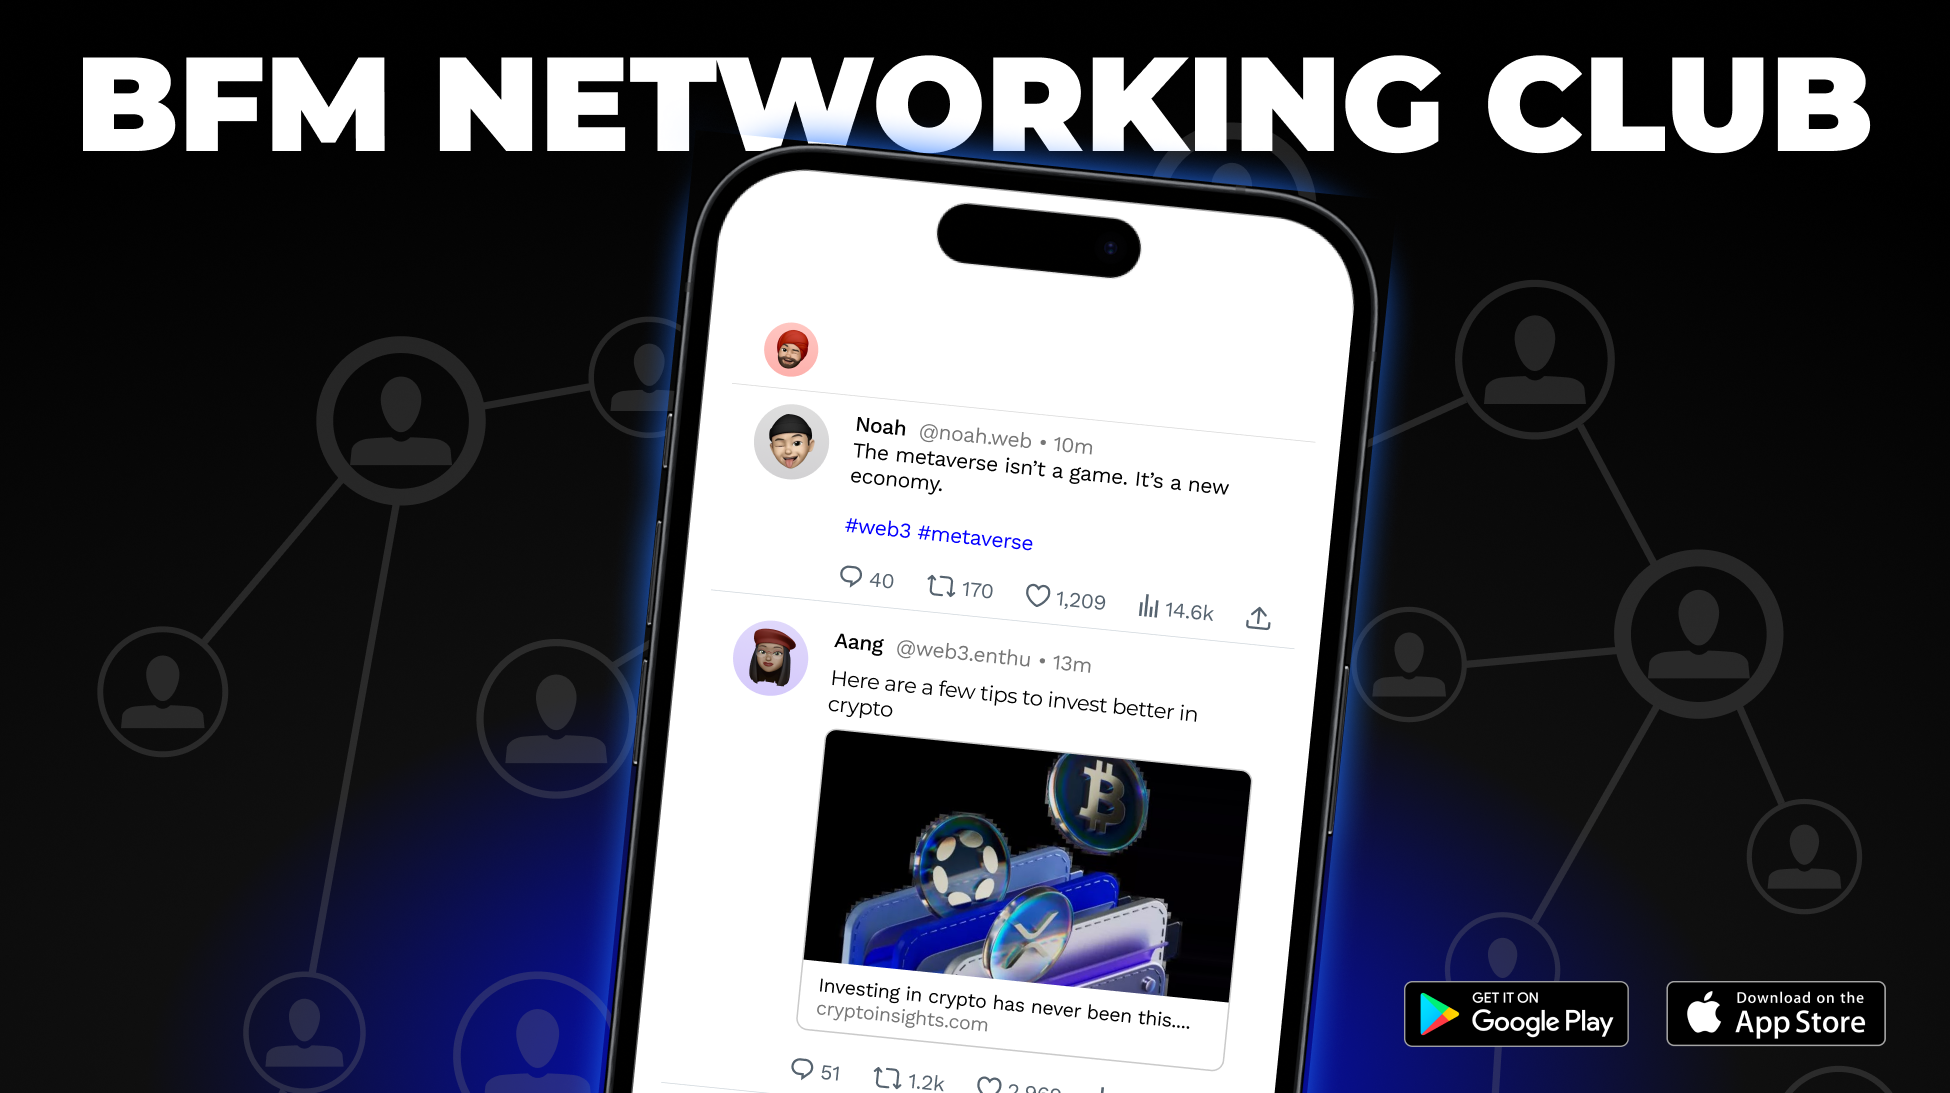 BFM NETWORKING CLUB
Noah @noah.web • 10m
The metaverse isn't a game. It's a new
economy.
#web3 #metaverse
40 170 1,209 14.6k
Aang @web3.enthu • 13m
Here are a few tips to invest better in
crypto
Investing in crypto has never been this....
cryptoinsights.com
51 1.2k
GET IT ON
Google Play
Download on the
App Store